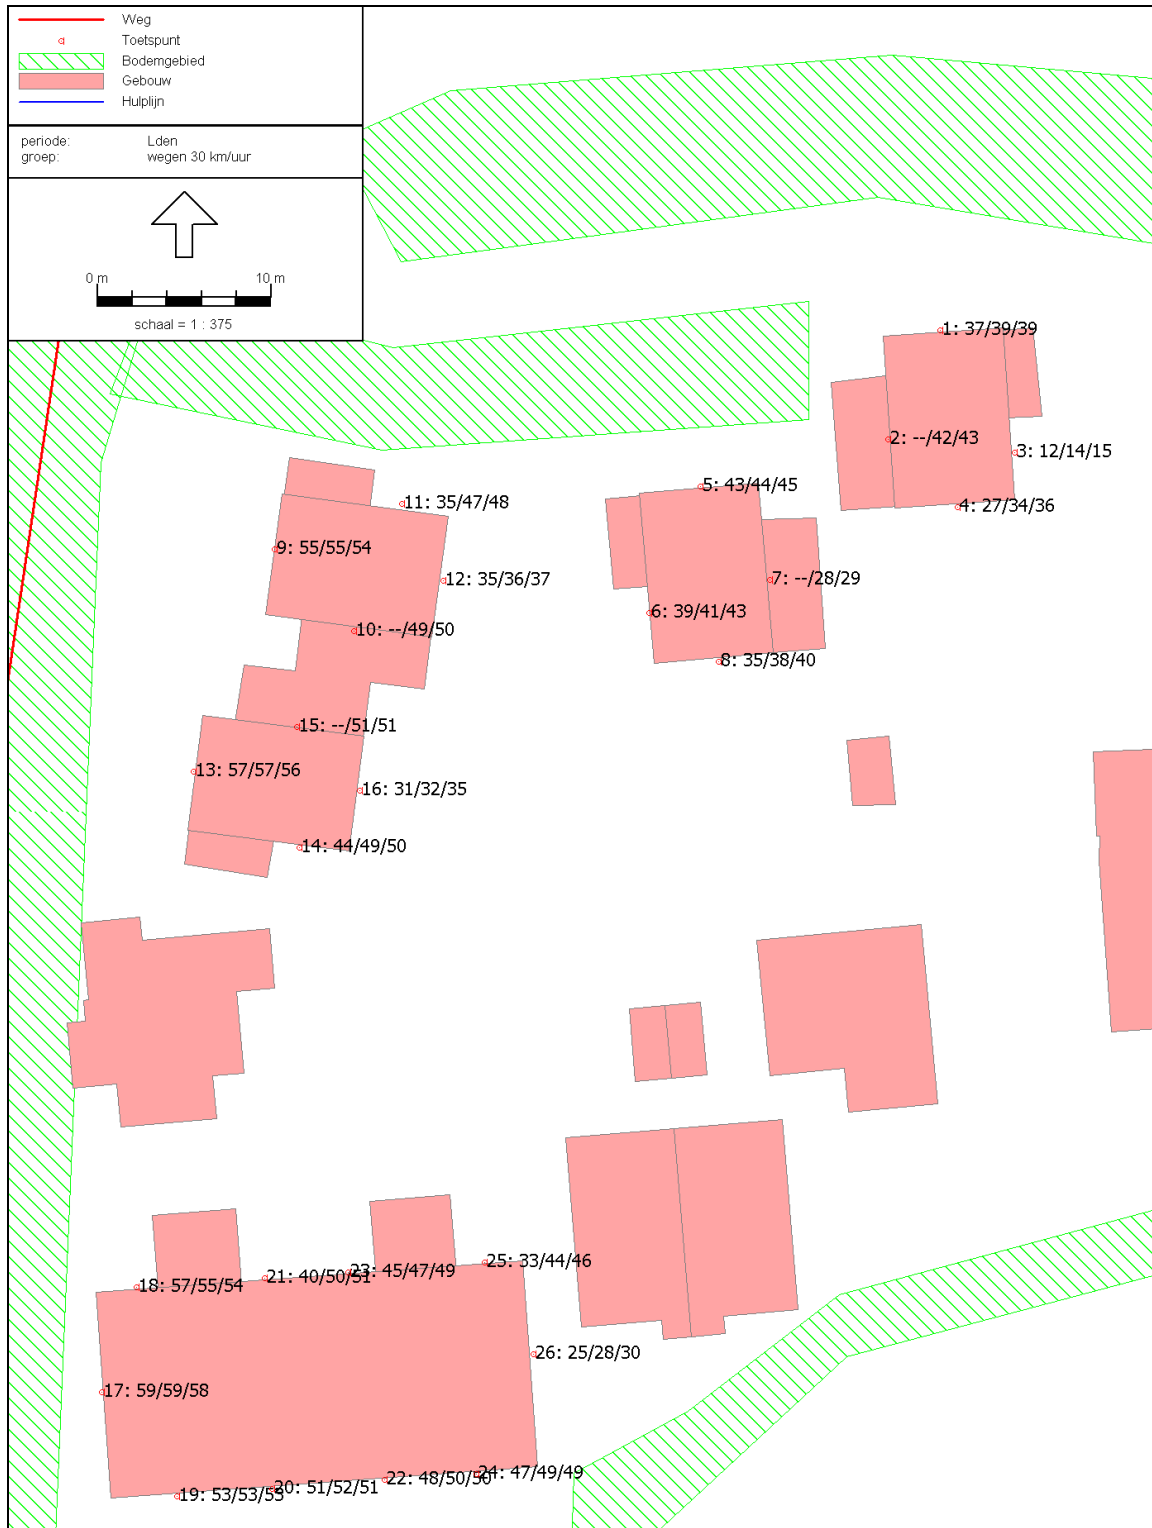 Weg
Toetspunt
Bodemgebied
Gebouw
Hulplijn
periode: Lden
groep: wegen 30 km/uur
0 m 10 m
schaal = 1 : 375
1: 37/39/39
2: --/42/43
3: 12/14/15
5: 43/44/45
11: 35/47/48
4: 27/34/36
9: 55/55/54
12: 35/36/37
7: --/28/29
6: 39/41/43
10: --/49/50
8: 35/38/40
15: --/51/51
13: 57/57/56
16: 31/32/35
14: 44/49/50
25: 33/44/46
23: 45/47/49
21: 40/50/51
18: 57/55/54
26: 25/28/30
17: 59/59/58
24: 47/49/49
22: 48/50/50
20: 51/52/51
19: 53/53/53